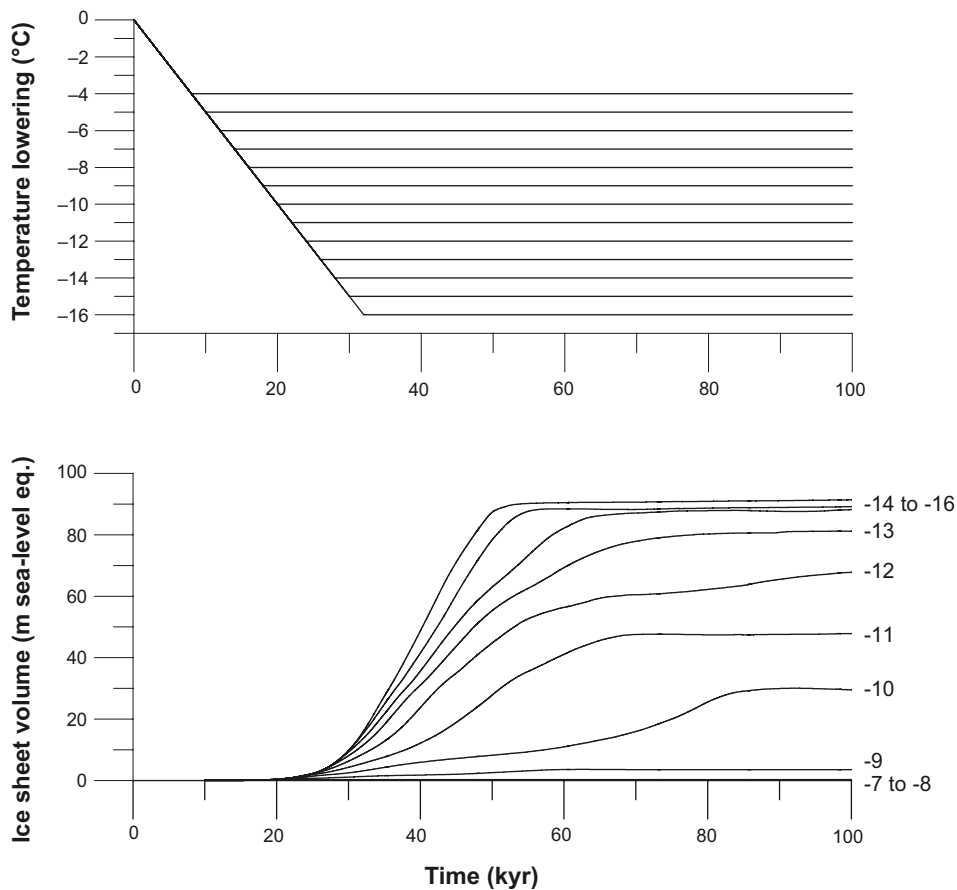 Temperature lowering (°C)
0
–2
–4
–6
–8
–10
–12
–14
–16
0 20 40 60 80 100
Ice sheet volume (m sea-level eq.)
100
80
60
40
20
0
-14 to -16
-13
-12
-11
-10
-9
-7 to -8
0 20 40 60 80 100
Time (kyr)